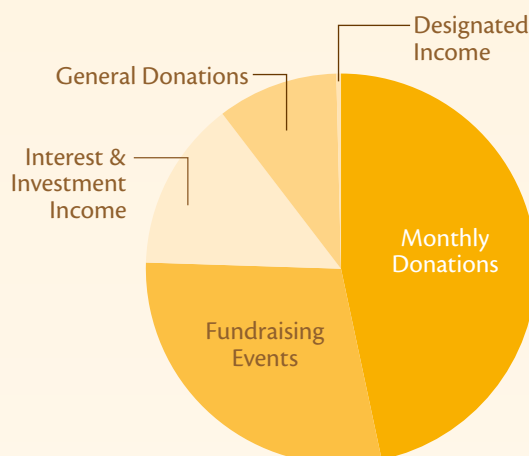 Designated
Income
General Donations
Interest &
Investment
Income
Monthly
Donations
Fundraising
Events